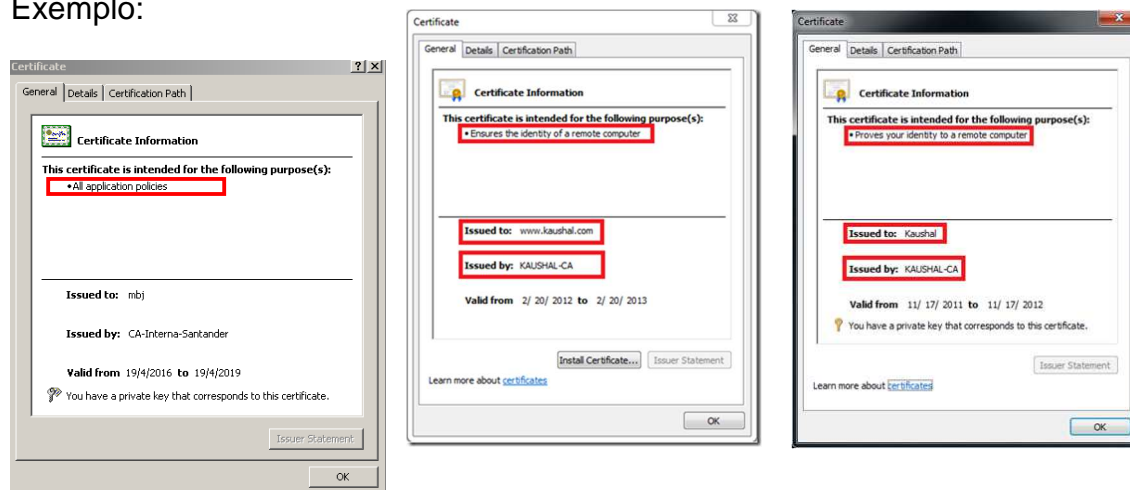 Exemplo:
Certificate
General Details Certification Path
Certificate Information
This certificate is intended for the following purpose(s):
•All application policies
Issued to: mbj
Issued by: CA-Interna-Santander
Valid from 19/4/2016 to 19/4/2019
You have a private key that corresponds to this certificate.
Issuer Statement
OK
Certificate
General Details Certification Path
Certificate Information
This certificate is intended for the following purpose(s):
• Ensures the identity of a remote computer
Issued to: www.kaushal.com
Issued by: KAUSHAL-CA
Valid from 2/ 20/ 2012 to 2/ 20/ 2013
Install Certificate... Issuer Statement
Learn more about certificates
OK
Certificate
General Details Certification Path
Certificate Information
This certificate is intended for the following purpose(s):
• Proves your identity to a remote computer
Issued to: Kaushal
Issued by: KAUSHAL-CA
Valid from 11/ 17/ 2011 to 11/ 17/ 2012
You have a private key that corresponds to this certificate.
Issuer Statement
Learn more about certificates
OK